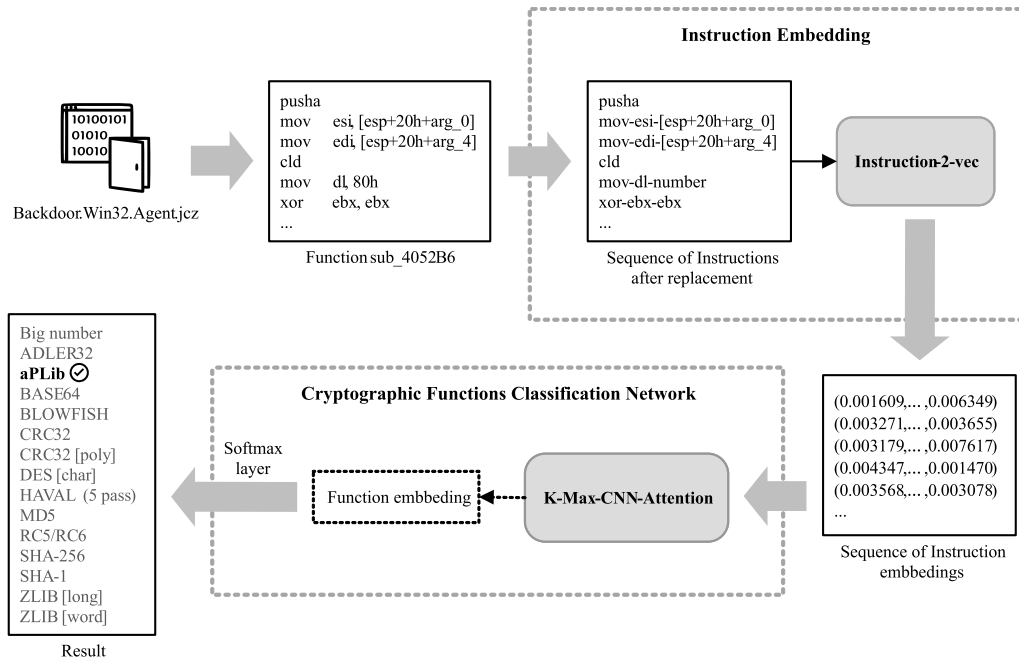 Instruction Embedding
10100101
01010
10010
Backdoor.Win32.Agent.jcz
pusha
mov esi, [esp+20h+arg_0]
mov edi, [esp+20h+arg_4]
cld
mov dl, 80h
xor ebx, ebx
...
Function sub_4052B6
pusha
mov-esi-[esp+20h+arg_0]
mov-edi-[esp+20h+arg_4]
cld
mov-dl-number
xor-ebx-ebx
...
Sequence of Instructions
after replacement
Instruction-2-vec
(0.001609,... ,0.006349)
(0.003271,... ,0.003655)
(0.003179,... ,0.007617)
(0.004347,... ,0.001470)
(0.003568,... ,0.003078)
...
Sequence of Instruction
embbedings
Cryptographic Functions Classification Network
K-Max-CNN-Attention
Function embbeding
Softmax
layer
Big number
ADLER32
aPLib
BASE64
BLOWFISH
CRC32
CRC32 [poly]
DES [char]
HAVAL (5 pass)
MD5
RC5/RC6
SHA-256
SHA-1
ZLIB [long]
ZLIB [word]
Result